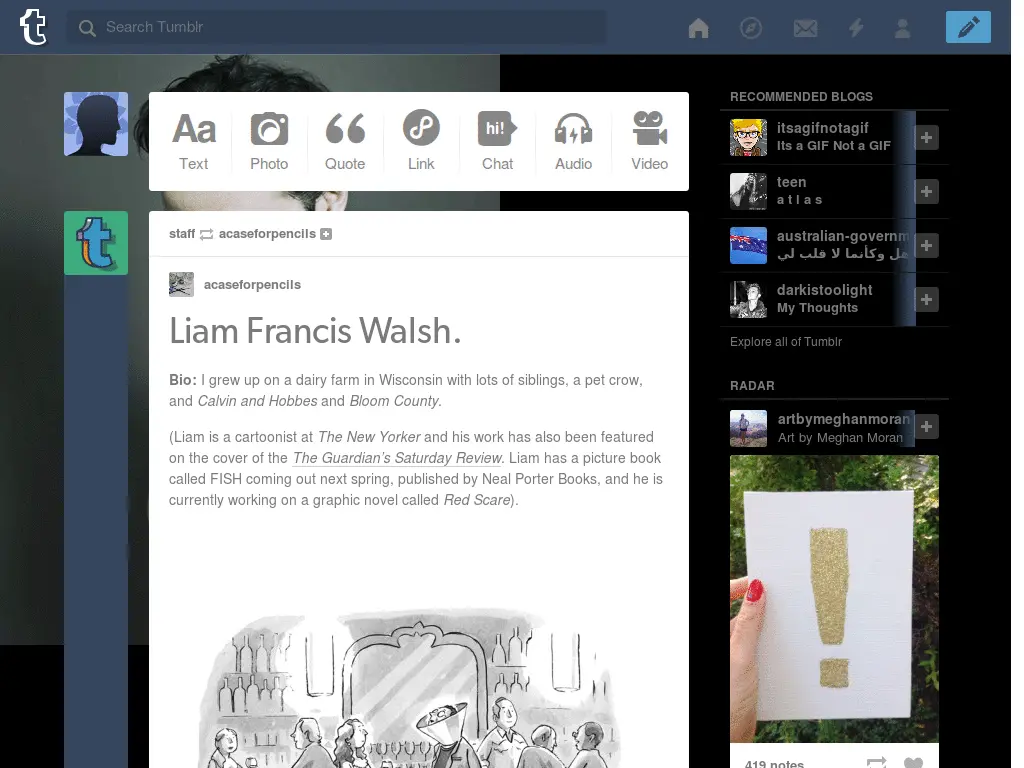 Search Tumblr
Aa
Text
Photo
Quote
Link
hi!
Chat
Audio
Video
staff acaseforpencils
acaseforpencils
Liam Francis Walsh.
Bio: I grew up on a dairy farm in Wisconsin with lots of siblings, a pet crow,
and Calvin and Hobbes and Bloom County.
(Liam is a cartoonist at The New Yorker and his work has also been featured
on the cover of the The Guardian's Saturday Review. Liam has a picture book
called FISH coming out next spring, published by Neal Porter Books, and he is
currently working on a graphic novel called Red Scare).
RECOMMENDED BLOGS
itsagifnotagif
Its a GIF Not a GIF
teen
a t l a s
australian-governm
هل وكأنما لا قلب لي
darkistoolight
My Thoughts
Explore all of Tumblr
RADAR
artbymeghanmoran
Art by Meghan Moran
!
419 notes